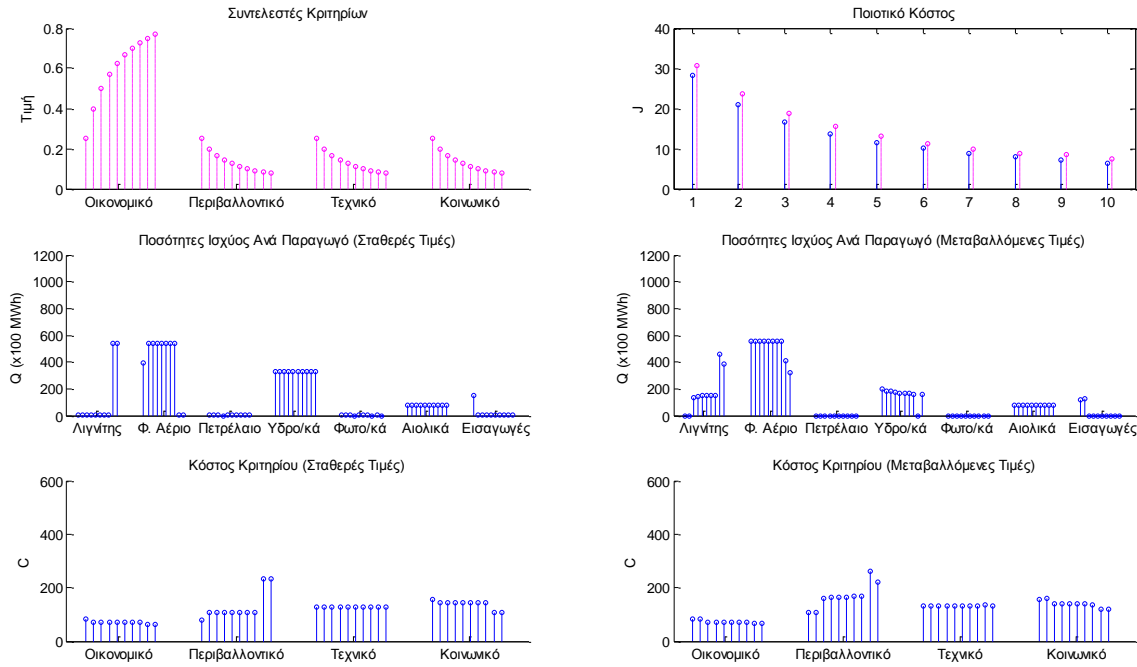 Συντελεστές Κριτηρίων
0.8
0.6
0.4
0.2
0
Τιμή
Οικονομικό Περιβαλλοντικό Τεχνικό Κοινωνικό
Ποιοτικό Κόστος
40
30
20
10
0
J
1 2 3 4 5 6 7 8 9 10
Ποσότητες Ισχύος Ανά Παραγωγό (Σταθερές Τιμές)
1200
1000
800
600
400
200
0
Q (x100 MWh)
Λιγνίτης Φ. Αέριο Πετρέλαιο Υδρο/κά Φωτο/κά Αιολικά Εισαγωγές
Ποσότητες Ισχύος Ανά Παραγωγό (Μεταβαλλόμενες Τιμές)
1200
1000
800
600
400
200
0
Q (x100 MWh)
Λιγνίτης Φ. Αέριο Πετρέλαιο Υδρο/κά Φωτο/κά Αιολικά Εισαγωγές
Κόστος Κριτηρίου (Σταθερές Τιμές)
600
400
200
0
C
Οικονομικό Περιβαλλοντικό Τεχνικό Κοινωνικό
Κόστος Κριτηρίου (Μεταβαλλόμενες Τιμές)
600
400
200
0
C
Οικονομικό Περιβαλλοντικό Τεχνικό Κοινωνικό